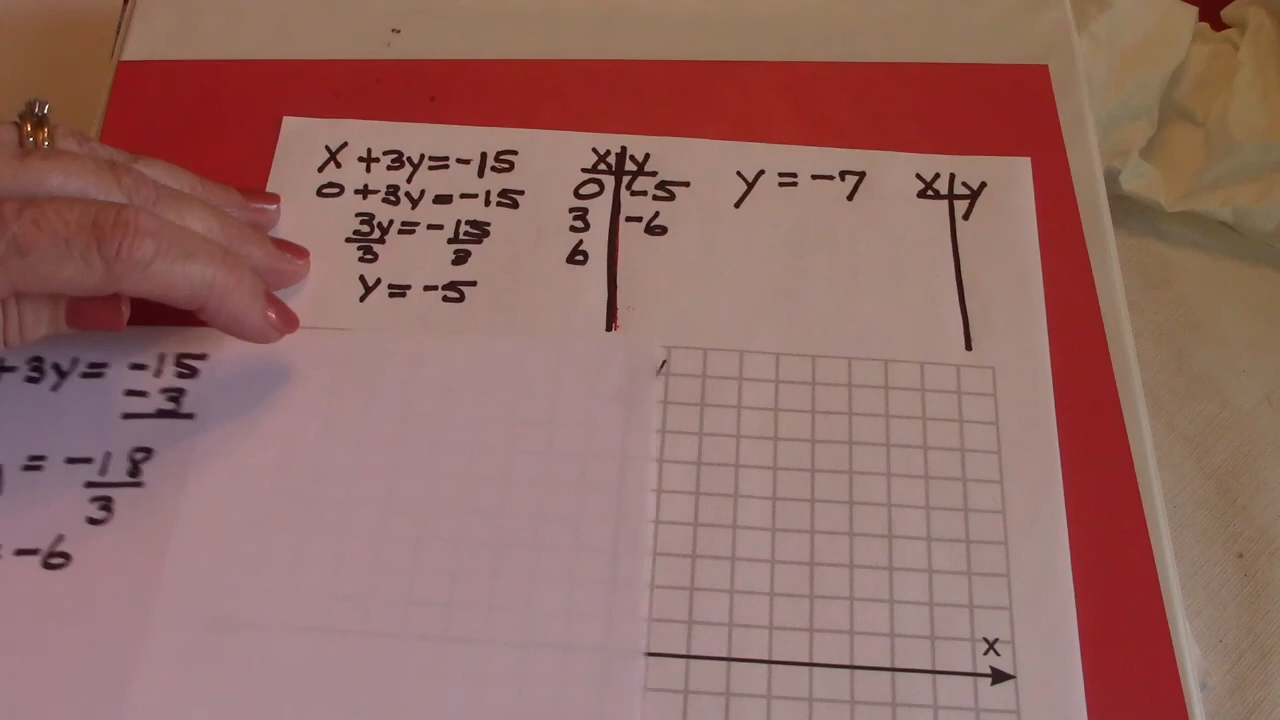 X + 3y = -15
0 + 3y = -15
3y = -15
3 3
y = -5
x y
0 -5
3 -6
6
y = -7
x y
+3y = -15
-3
= -18
3
= -6
x